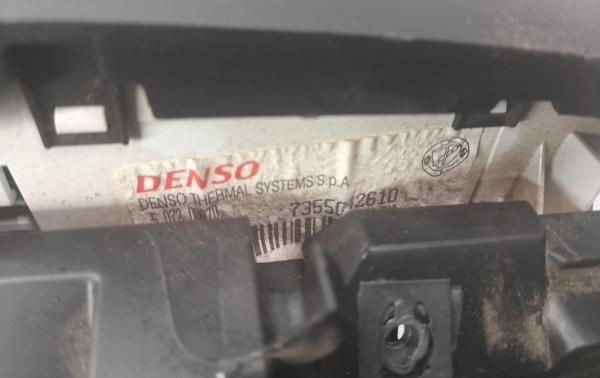 DENSO
DENSO THERMAL SYSTEMS S.p.A
7355042610